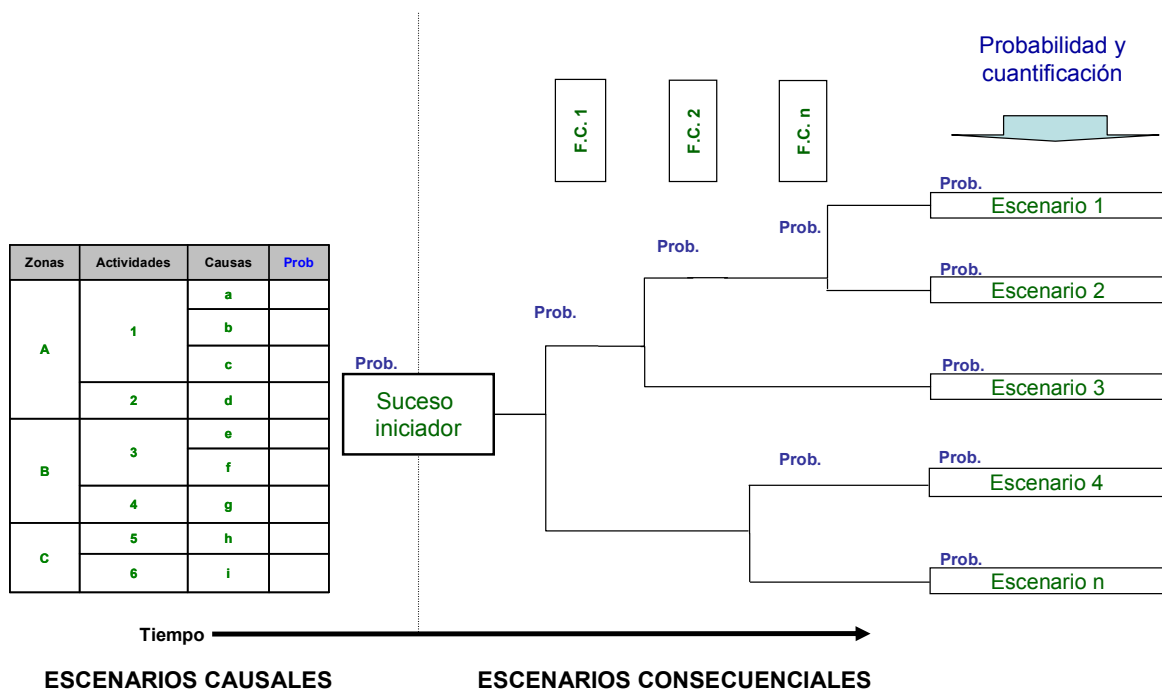 Probabilidad y
cuantificación
F.C. 1
F.C. 2
F.C. n
Zonas Actividades Causas Prob
A 1 a
b
c
2 d
B 3 e
f
4 g
C 5 h
6 i
Prob.
Suceso
iniciador
Prob.
Prob.
Prob.
Prob.
Prob.
Escenario 1
Prob.
Escenario 2
Prob.
Escenario 3
Prob.
Escenario 4
Prob.
Escenario n
Tiempo
ESCENARIOS CAUSALES
ESCENARIOS CONSECUENCIALES